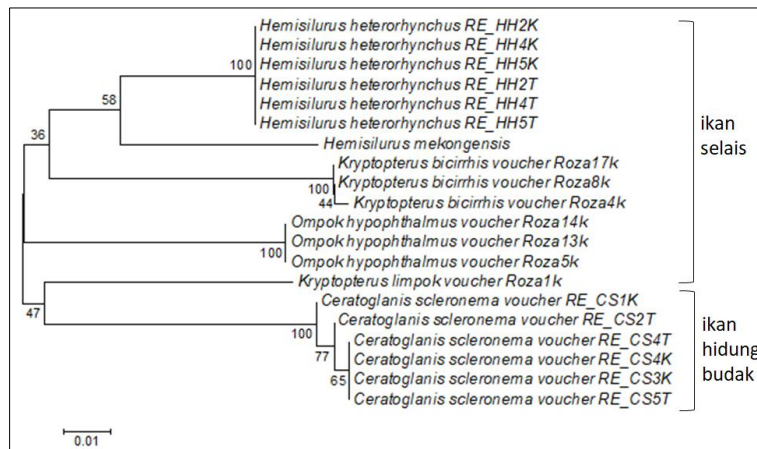 Hemisilurus heterorhynchus RE_HH2K
Hemisilurus heterorhynchus RE_HH4K
Hemisilurus heterorhynchus RE_HH5K
100
Hemisilurus heterorhynchus RE_HH2T
58
Hemisilurus heterorhynchus RE_HH4T
Hemisilurus heterorhynchus RE_HH5T
36
Hemisilurus mekongensis
Kryptopterus bicirrhis voucher Roza17k
100
Kryptopterus bicirrhis voucher Roza8k
44
Kryptopterus bicirrhis voucher Roza4k
Ompok hypophthalmus voucher Roza14k
Ompok hypophthalmus voucher Roza13k
100
Ompok hypophthalmus voucher Roza5k
Kryptopterus limpok voucher Roza1k
47
Ceratoglanis scleronema voucher RE_CS1K
100
Ceratoglanis scleronema voucher RE_CS2T
77
Ceratoglanis scleronema voucher RE_CS4T
Ceratoglanis scleronema voucher RE_CS4K
65
Ceratoglanis scleronema voucher RE_CS3K
Ceratoglanis scleronema voucher RE_CS5T
ikan
selais
ikan
hidung
budak
0.01